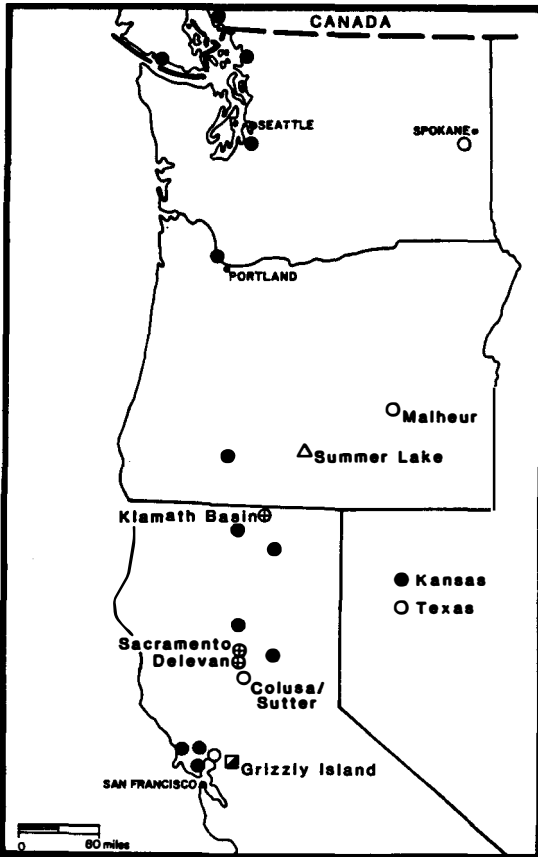 CANADA
SEATTLE
SPOKANE
PORTLAND
Malheur
Summer Lake
Klamath Basin
Kansas
Texas
Sacramento
Delevan
Colusa/
Sutter
Grizzly Island
SAN FRANCISCO
0 60 miles